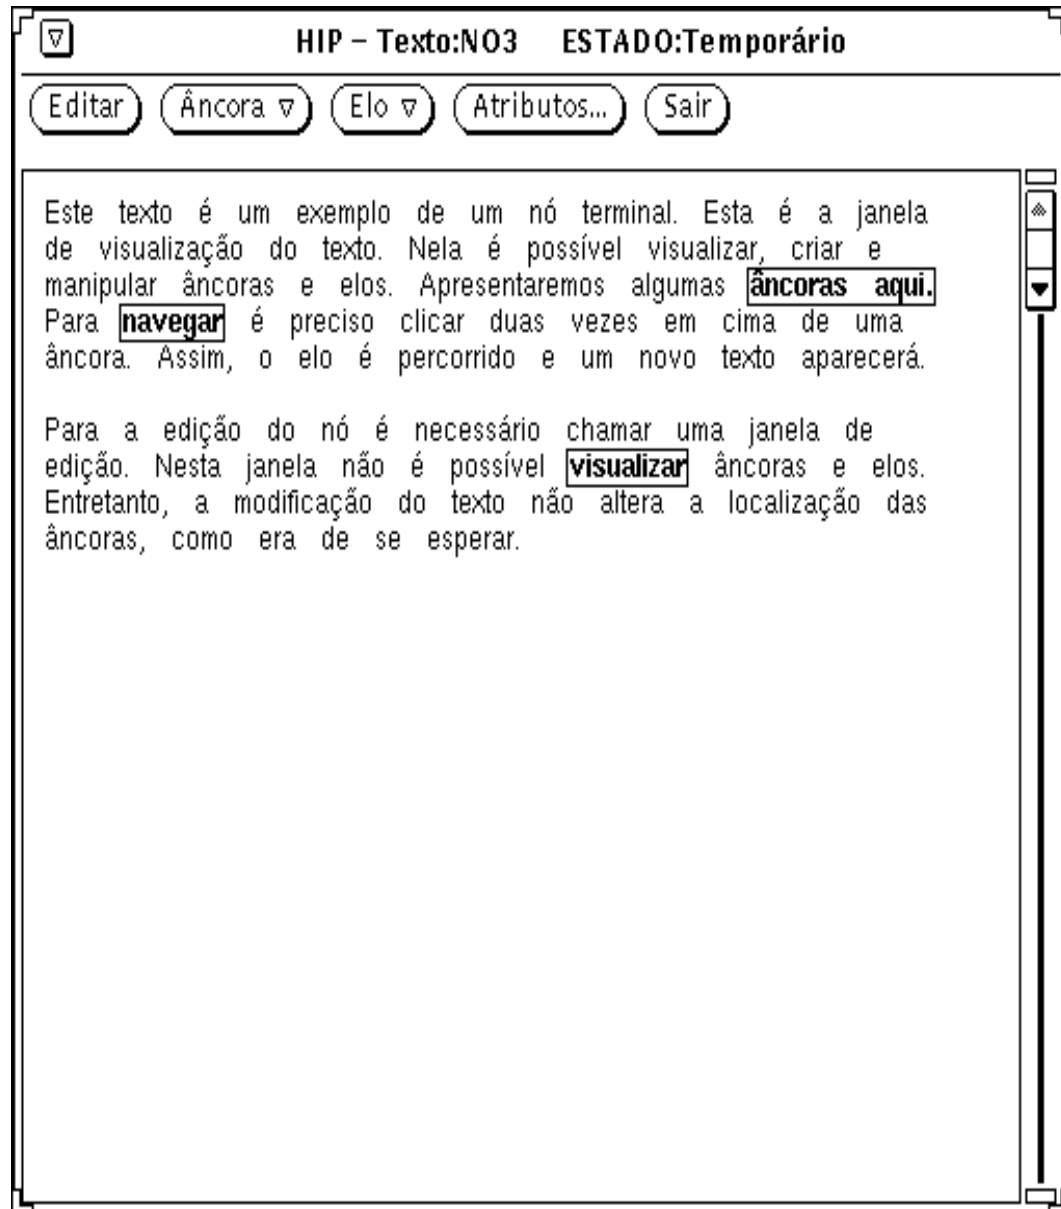 HIP – Texto:NO3 ESTADO:Temporário
Editar Âncora Elo Atributos... Sair
Este texto é um exemplo de um nó terminal. Esta é a janela
de visualização do texto. Nela é possível visualizar, criar e
manipular âncoras e elos. Apresentaremos algumas âncoras aqui.
Para navegar é preciso clicar duas vezes em cima de uma
âncora. Assim, o elo é percorrido e um novo texto aparecerá.
Para a edição do nó é necessário chamar uma janela de
edição. Nesta janela não é possível visualizar âncoras e elos.
Entretanto, a modificação do texto não altera a localização das
âncoras, como era de se esperar.